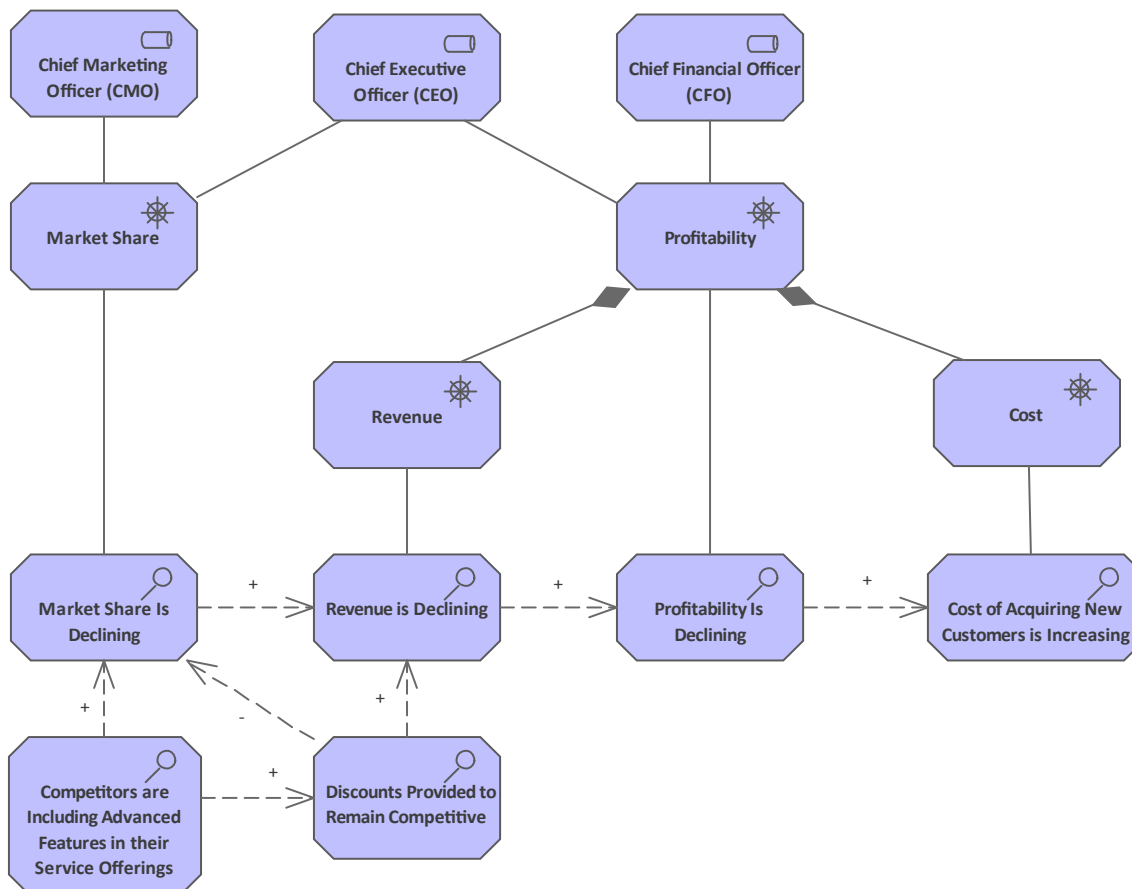 Chief Marketing
Officer (CMO)
Chief Executive
Officer (CEO)
Chief Financial Officer
(CFO)
Market Share
Profitability
Revenue
Cost
Market Share Is
Declining
+
Revenue is Declining
+
Profitability Is
Declining
+
Cost of Acquiring New
Customers is Increasing
+
-
+
Competitors are
Including Advanced
Features in their
Service Offerings
+
Discounts Provided to
Remain Competitive